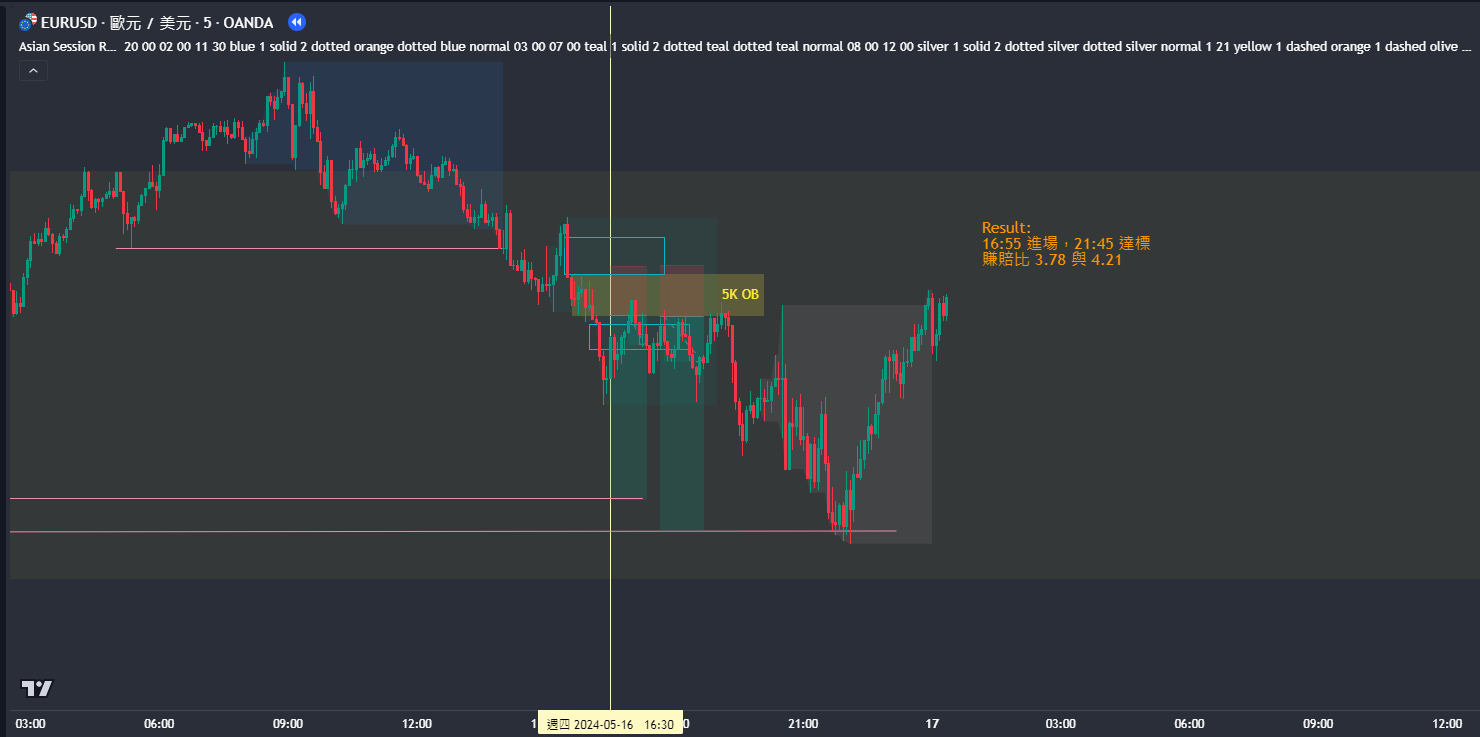 EURUSD · 歐元 / 美元 · 5 · OANDA
Asian Session R... 20 00 02 00 11 30 blue 1 solid 2 dotted orange dotted blue normal 03 00 07 00 teal 1 solid 2 dotted teal dotted teal normal 08 00 12 00 silver 1 solid 2 dotted silver dotted silver normal 1 21 yellow 1 dashed orange 1 dashed olive ...
Result:
16:55 進場，21:45 達標
賺賠比 3.78 與 4.21
5K OB
03:00 06:00 09:00 12:00 1 週四 2024-05-16 16:30 0 21:00 17 03:00 06:00 09:00 12:00